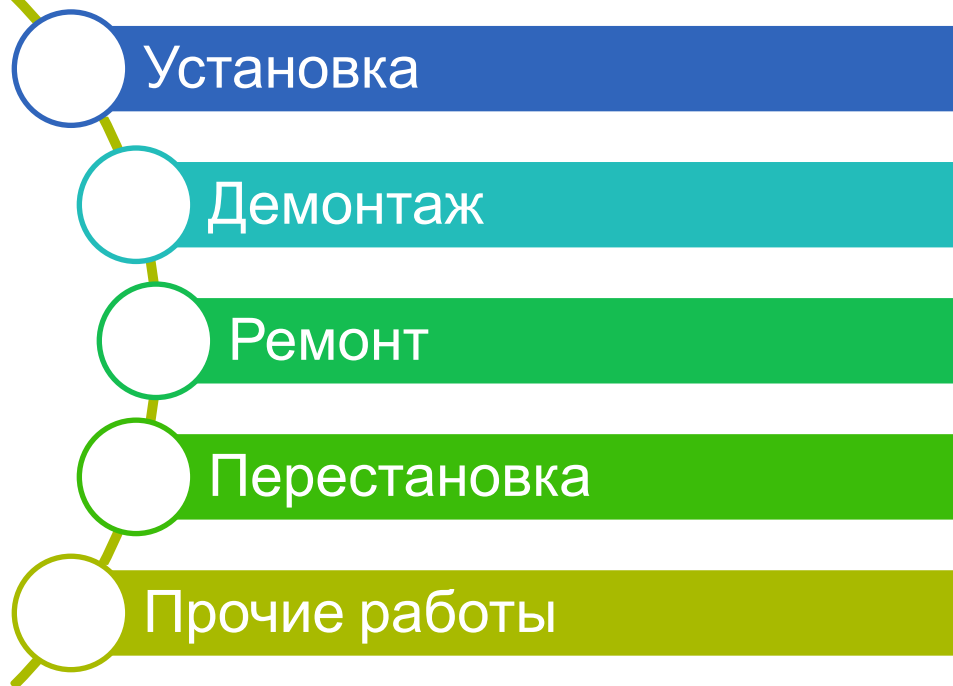 Установка
Демонтаж
Ремонт
Перестановка
Прочие работы